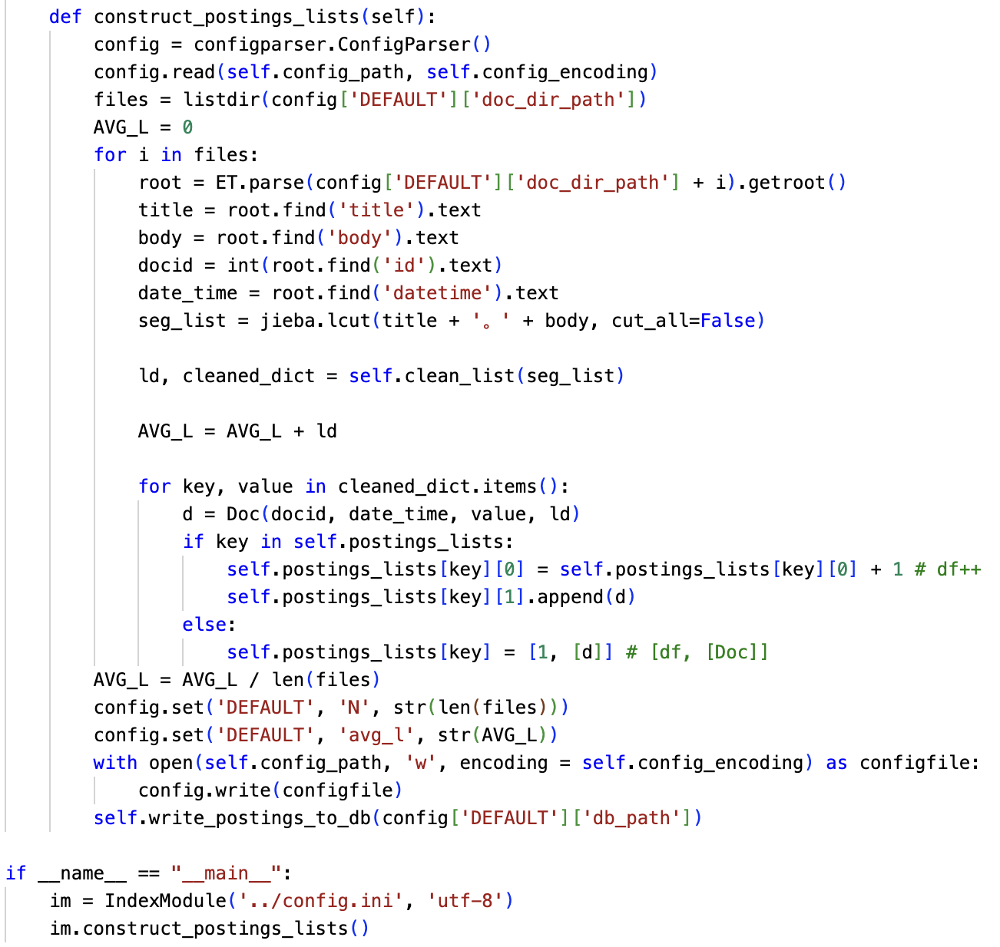 def construct_postings_lists(self):
        config = configparser.ConfigParser()
        config.read(self.config_path, self.config_encoding)
        files = listdir(config['DEFAULT']['doc_dir_path'])
        AVG_L = 0
        for i in files:
            root = ET.parse(config['DEFAULT']['doc_dir_path'] + i).getroot()
            title = root.find('title').text
            body = root.find('body').text
            docid = int(root.find('id').text)
            date_time = root.find('datetime').text
            seg_list = jieba.lcut(title + '。' + body, cut_all=False)

            ld, cleaned_dict = self.clean_list(seg_list)

            AVG_L = AVG_L + ld

            for key, value in cleaned_dict.items():
                d = Doc(docid, date_time, value, ld)
                if key in self.postings_lists:
                    self.postings_lists[key][0] = self.postings_lists[key][0] + 1 # df++
                    self.postings_lists[key][1].append(d)
                else:
                    self.postings_lists[key] = [1, [d]] # [df, [Doc]]
        AVG_L = AVG_L / len(files)
        config.set('DEFAULT', 'N', str(len(files)))
        config.set('DEFAULT', 'avg_l', str(AVG_L))
        with open(self.config_path, 'w', encoding = self.config_encoding) as configfile:
            config.write(configfile)
        self.write_postings_to_db(config['DEFAULT']['db_path'])

if __name__ == "__main__":
    im = IndexModule('../config.ini', 'utf-8')
    im.construct_postings_lists()